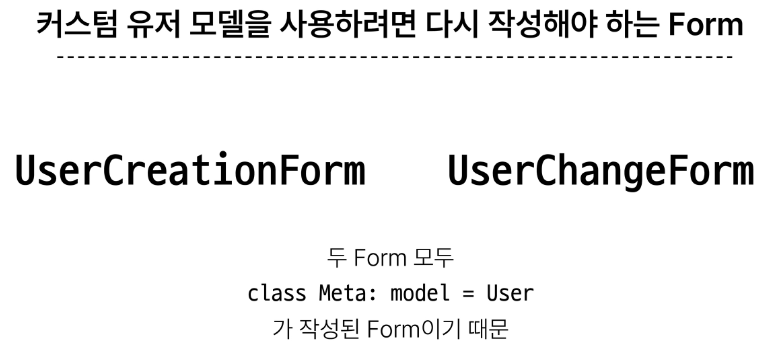 커스텀 유저 모델을 사용하려면 다시 작성해야 하는 Form
UserCreationForm UserChangeForm
두 Form 모두
class Meta: model = User
가 작성된 Form이기 때문